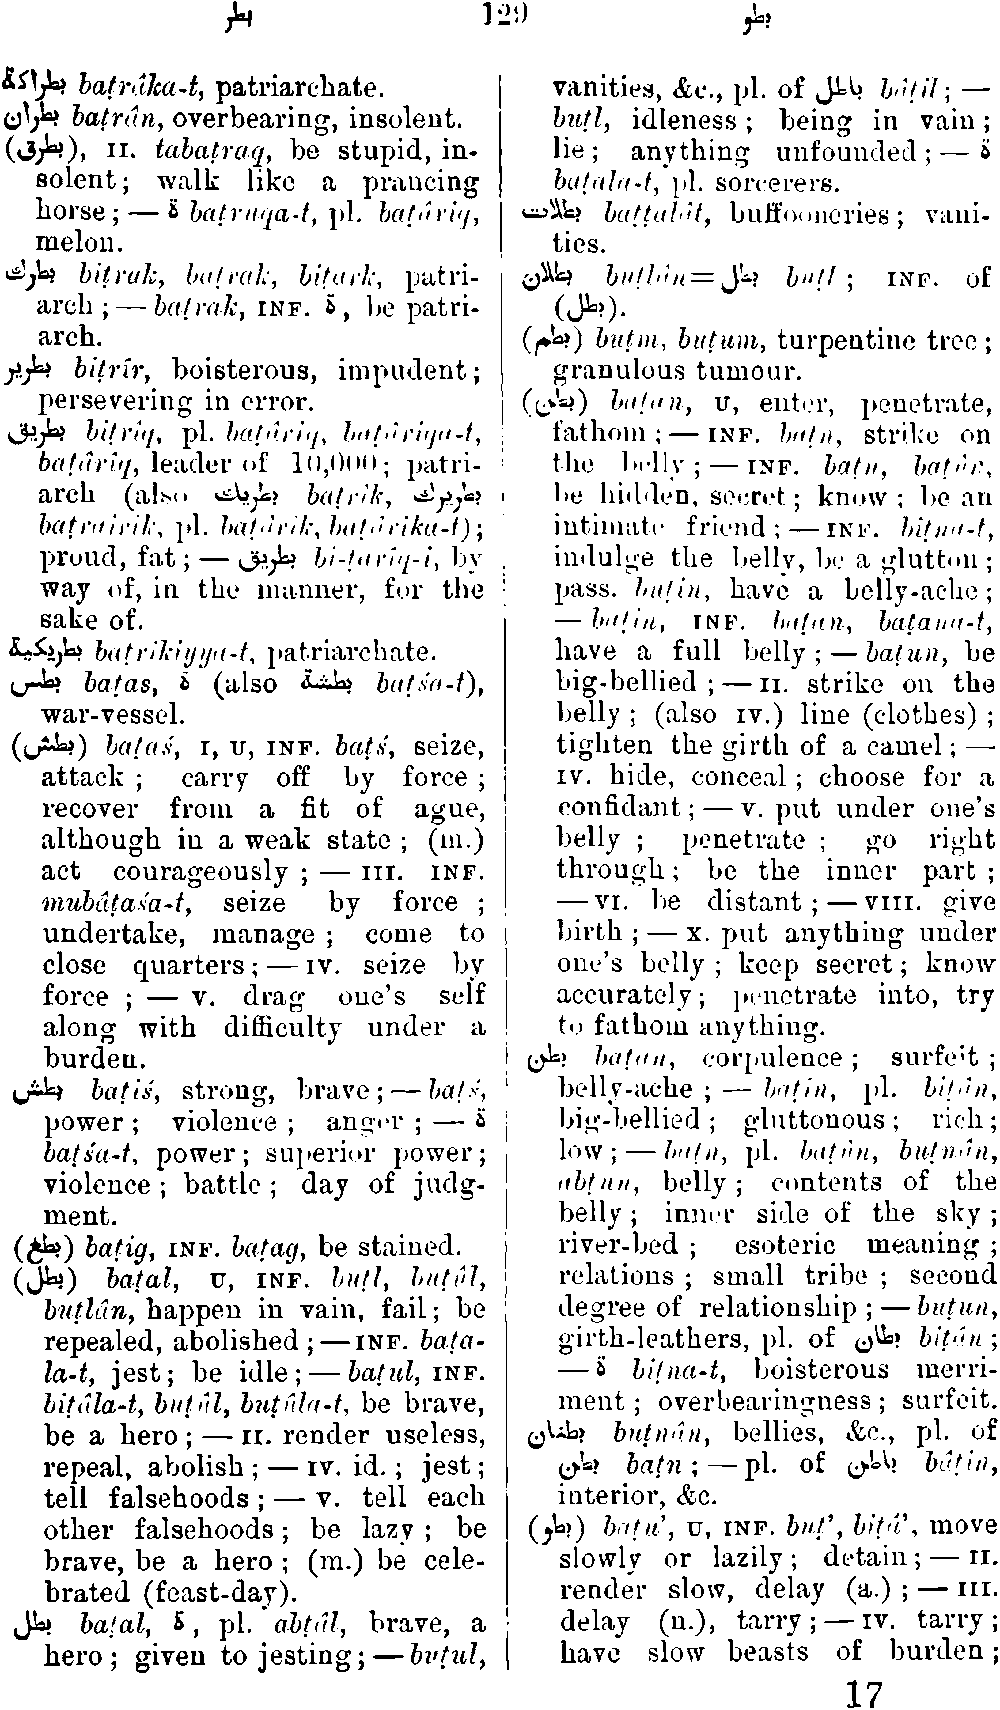 بطر 129 بطو
بطراكة baṭrâka-t, patriarchate.
بطران baṭrân, overbearing, insolent.
(بطرق), II. tabaṭraq, be stupid, in-
solent; walk like a prancing
horse; — ة baṭraqa-t, pl. baṭâriq,
melon.
بطرك biṭrak, baṭrak, biṭark, patri-
arch; — baṭrak, INF. ة, be patri-
arch.
بطرير biṭrîr, boisterous, impudent;
persevering in error.
بطريق biṭrîq, pl. baṭâriq, baṭâriqa-t,
baṭârîq, leader of 10,000; patri-
arch (also بطريك baṭrîk, بطريرك
baṭrairik, pl. baṭârik, baṭârika-t);
proud, fat; — بطريق bi-ṭarîq-i, by
way of, in the manner, for the
sake of.
بطريكية baṭrîkiyya-t, patriarchate.
بطس baṭas, ة (also بطشة baṭśa-t),
war-vessel.
(بطش) baṭaś, I, U, INF. baṭś, seize,
attack; carry off by force;
recover from a fit of ague,
although in a weak state; (m.)
act courageously; — III. INF.
mubâṭaśa-t, seize by force;
undertake, manage; come to
close quarters; — IV. seize by
force; — V. drag one's self
along with difficulty under a
burden.
بطش baṭiś, strong, brave; — baṭś,
power; violence; anger; — ة
baṭśa-t, power; superior power;
violence; battle; day of judg-
ment.
(بطغ) baṭig, INF. baṭag, be stained.
(بطل) baṭal, U, INF. buṭl, buṭûl,
buṭlân, happen in vain, fail; be
repealed, abolished; — INF. baṭa-
la-t, jest; be idle; — baṭul, INF.
biṭâla-t, buṭûl, buṭûla-t, be brave,
be a hero; — II. render useless,
repeal, abolish; — IV. id.; jest;
tell falsehoods; — V. tell each
other falsehoods; be lazy; be
brave, be a hero; (m.) be cele-
brated (feast-day).
بطل baṭal, ة, pl. abṭâl, brave, a
hero; given to jesting; — buṭul,
vanities, &c., pl. of باطل bâṭil; —
buṭl, idleness; being in vain;
lie; anything unfounded; — ة
baṭala-t, pl. sorcerers.
بطلات baṭṭalât, buffooneries; vani-
ties.
بطلان buṭlân = بطل buṭl; INF. of
(بطل).
(بطم) buṭm, buṭum, turpentine tree;
granulous tumour.
(بطن) baṭan, U, enter, penetrate,
fathom; — INF. baṭn, strike on
the belly; — INF. baṭn, baṭûn,
be hidden, secret; know; be an
intimate friend; — INF. biṭna-t,
indulge the belly, be a glutton;
pass. buṭin, have a belly-ache;
— baṭin, INF. baṭan, baṭana-t,
have a full belly; — baṭun, be
big-bellied; — II. strike on the
belly; (also IV.) line (clothes);
tighten the girth of a camel; —
IV. hide, conceal; choose for a
confidant; — V. put under one's
belly; penetrate; go right
through; be the inner part;
— VI. be distant; — VIII. give
birth; — X. put anything under
one's belly; keep secret; know
accurately; penetrate into, try
to fathom anything.
بطن baṭan, corpulence; surfeit;
belly-ache; — baṭin, pl. biṭân,
big-bellied; gluttonous; rich;
low; — baṭn, pl. baṭûn, buṭnân,
abṭun, belly; contents of the
belly; inner side of the sky;
river-bed; esoteric meaning;
relations; small tribe; second
degree of relationship; — buṭun,
girth-leathers, pl. of بطان biṭân;
— ة biṭna-t, boisterous merri-
ment; overbearingness; surfeit.
بطنان buṭnân, bellies, &c., pl. of
بطن baṭn; — pl. of باطن bâṭin,
interior, &c.
(بطو) baṭu', U, INF. buṭ', biṭâ', move
slowly or lazily; detain; — II.
render slow, delay (a.); — III.
delay (n.), tarry; — IV. tarry;
have slow beasts of burden;
17